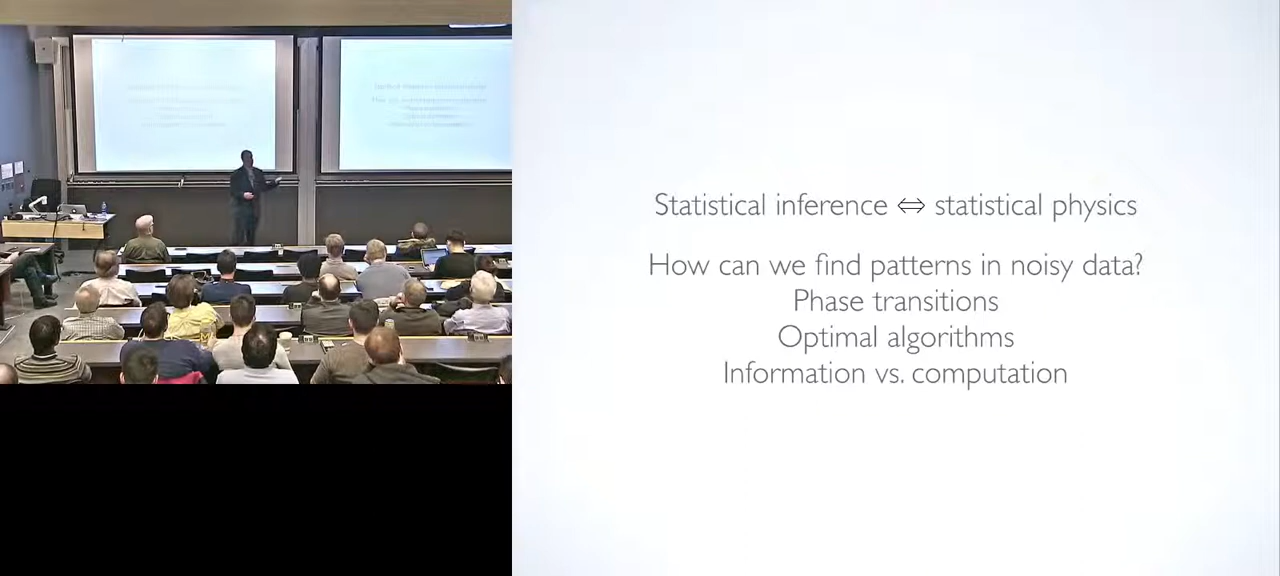 Statistical inference ⇔ statistical physics
How can we find patterns in noisy data?
Phase transitions
Optimal algorithms
Information vs. computation